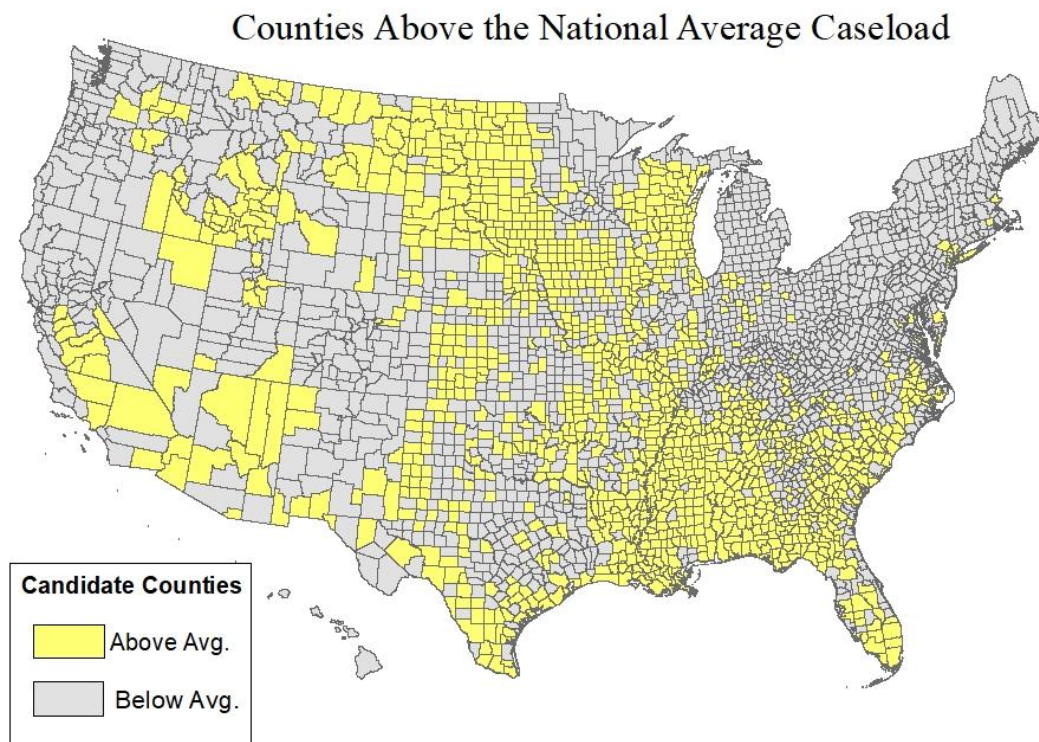 Counties Above the National Average Caseload
Candidate Counties
Above Avg.
Below Avg.